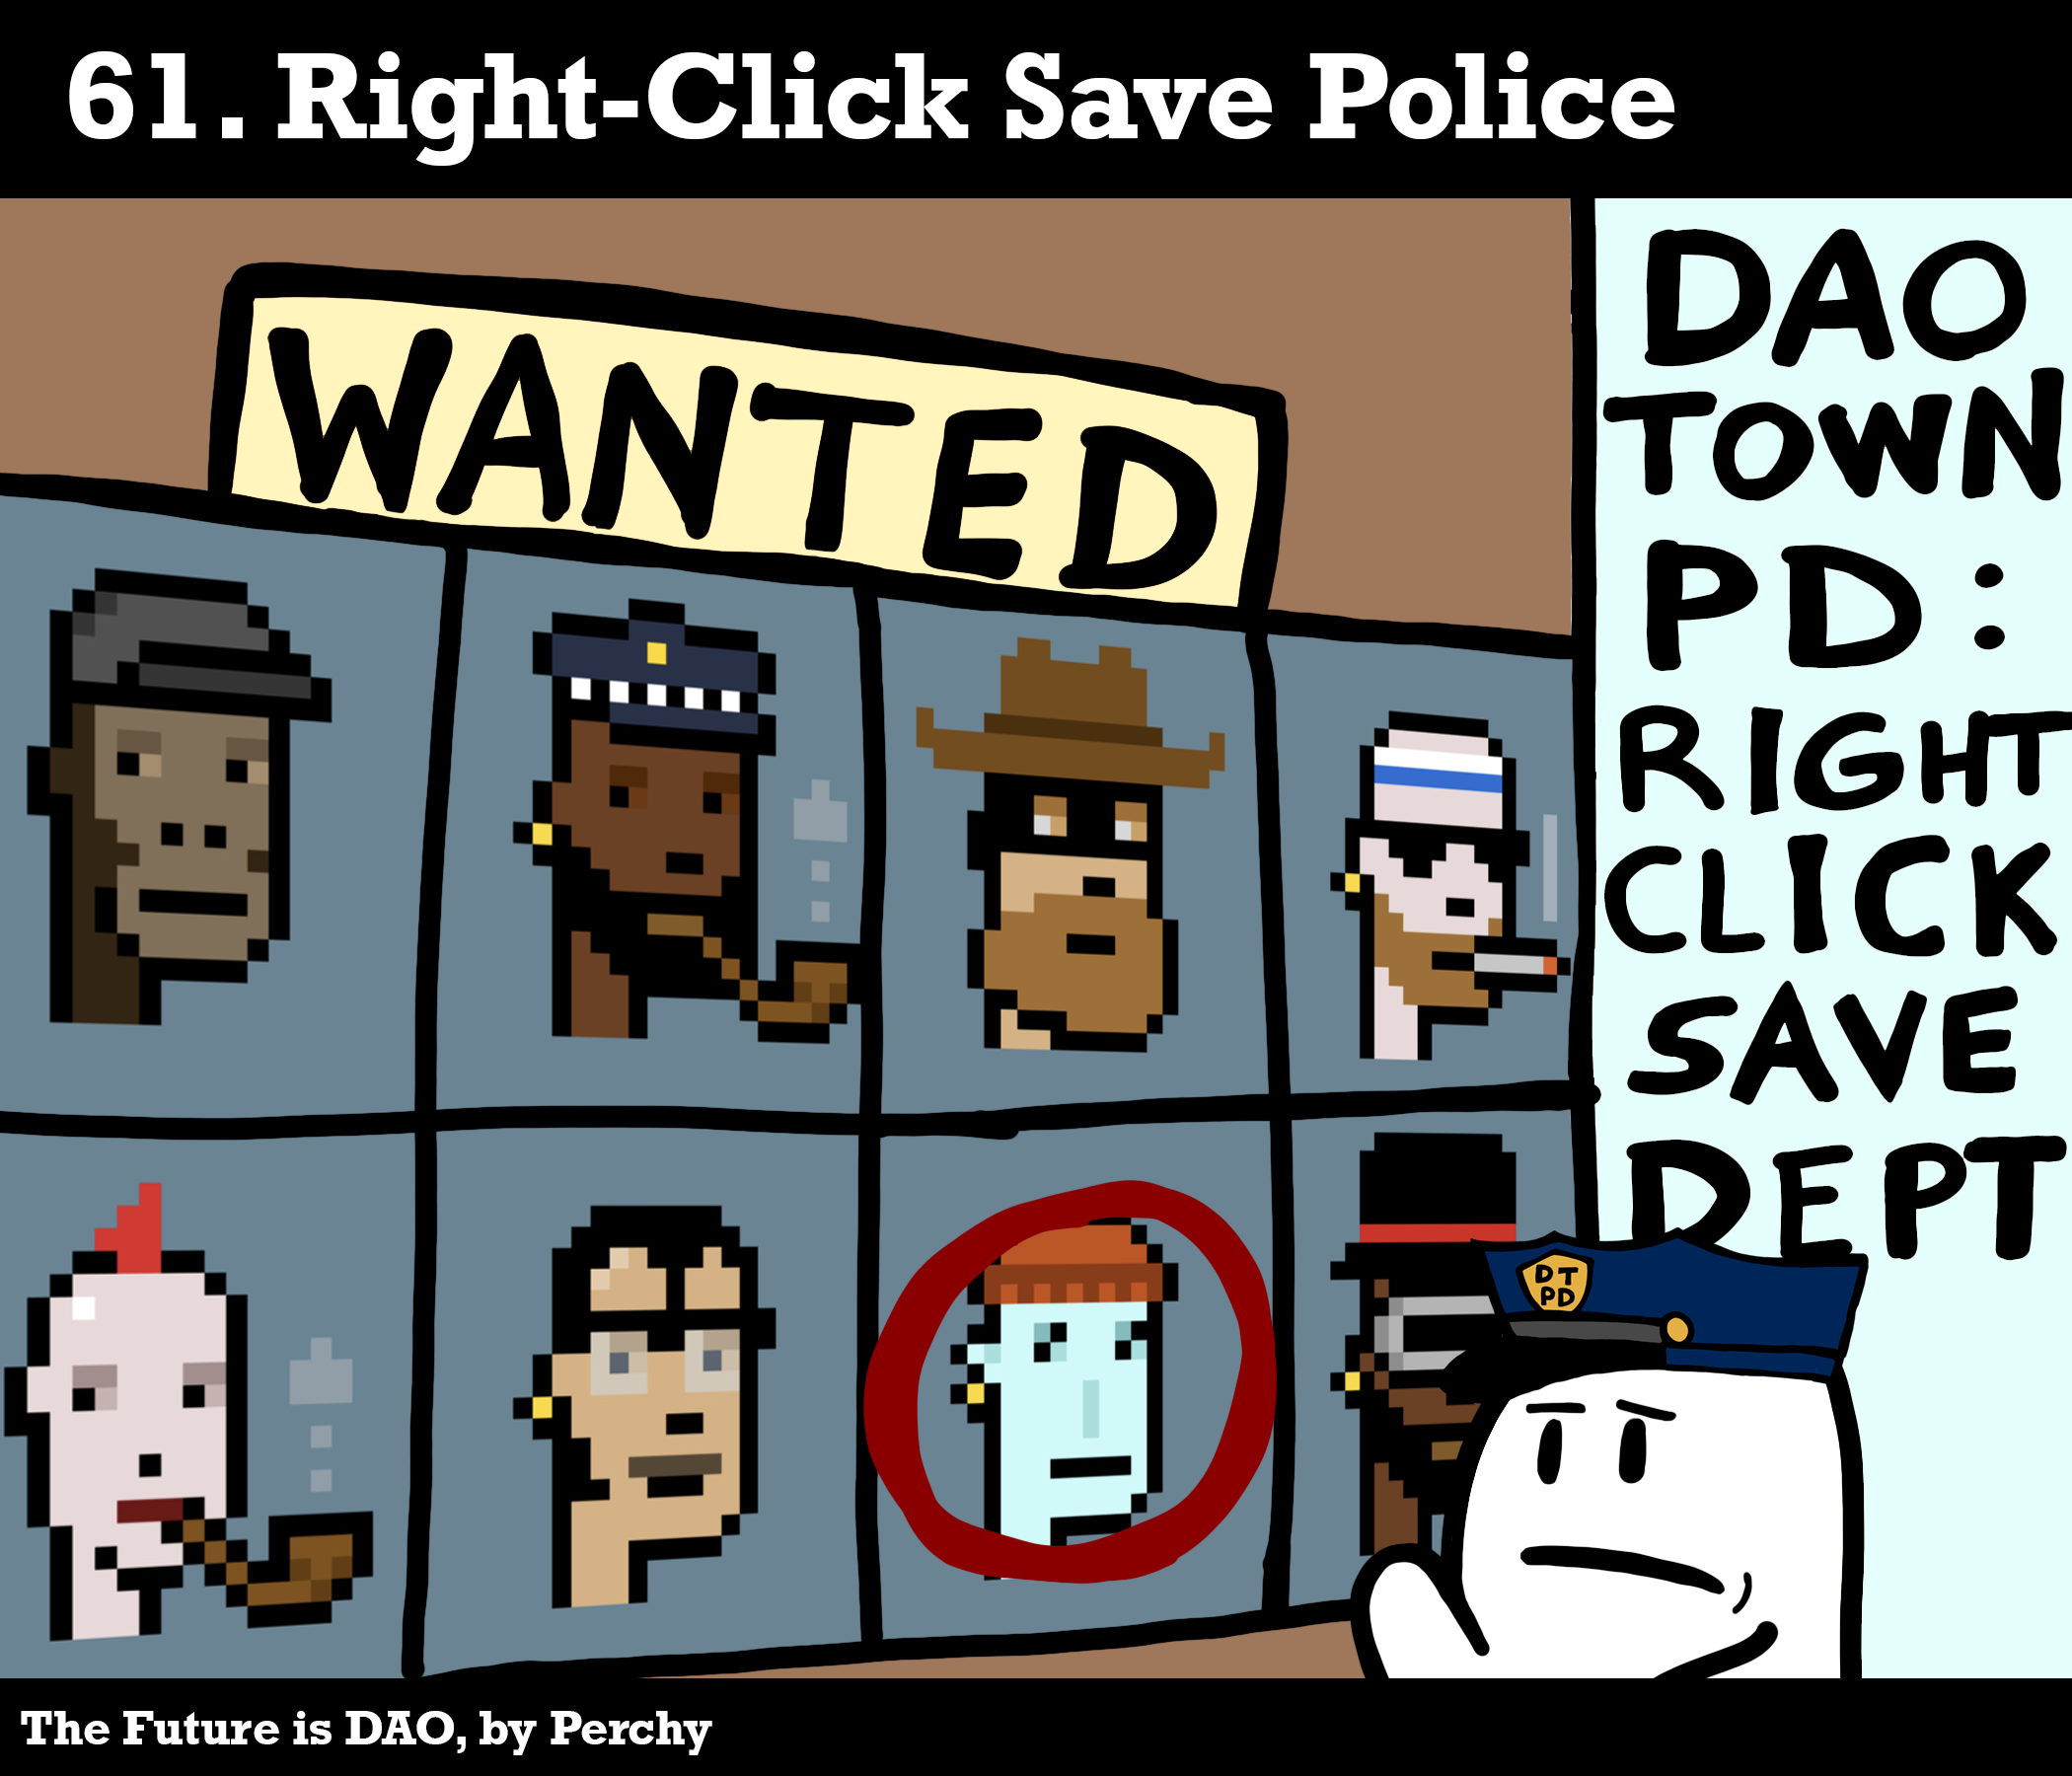 61. Right-Click Save Police
WANTED
DAO
TOWN
PD:
RIGHT
CLICK
SAVE
DEPT
DT
PD
The Future is DAO, by Perchy